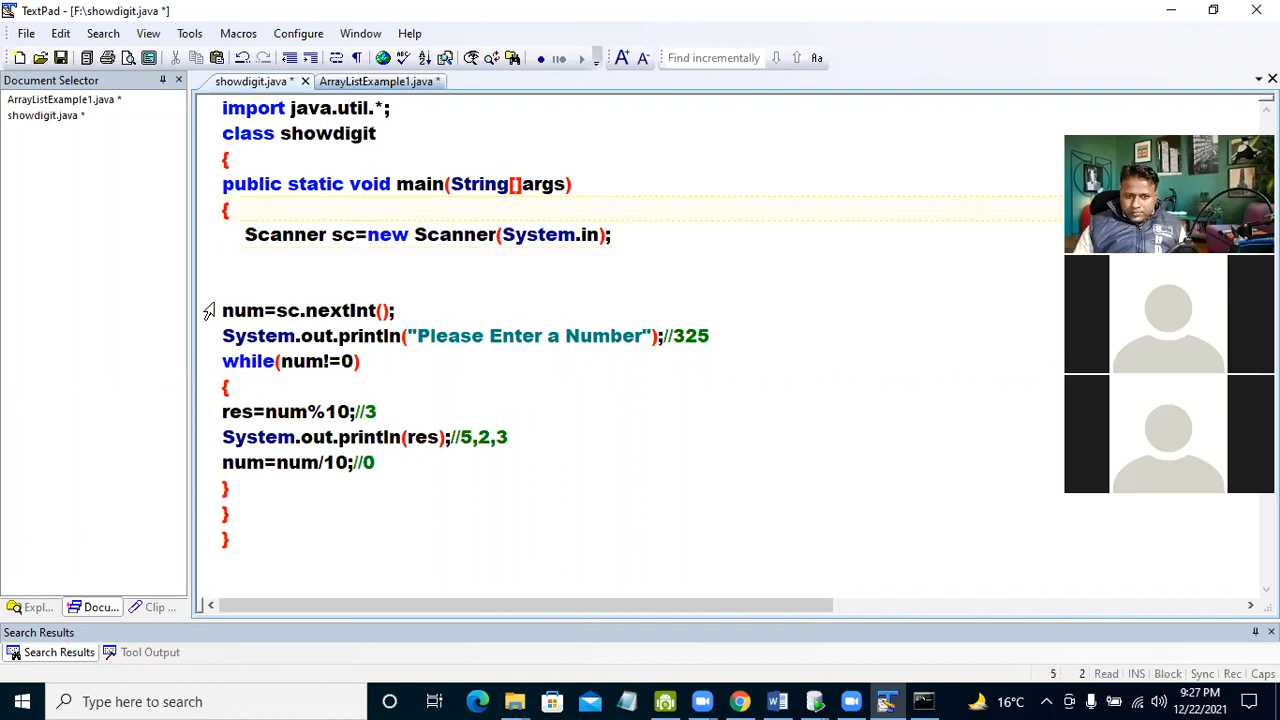 TextPad - [F:\showdigit.java *]
File Edit Search View Tools Macros Configure Window Help
Find incrementally
Document Selector
showdigit.java * ArrayListExample1.java *
ArrayListExample1.java *
showdigit.java *
import java.util.*;
class showdigit
{
public static void main(String[]args)
{
Scanner sc=new Scanner(System.in);
num=sc.nextInt();
System.out.println("Please Enter a Number");//325
while(num!=0)
{
res=num%10;//3
System.out.println(res);//5,2,3
num=num/10;//0
}
}
}
Expl... Docu... Clip ...
Search Results
Search Results Tool Output
5 2 Read INS Block Sync Rec Caps
Type here to search
16°C
9:27 PM
12/22/2021